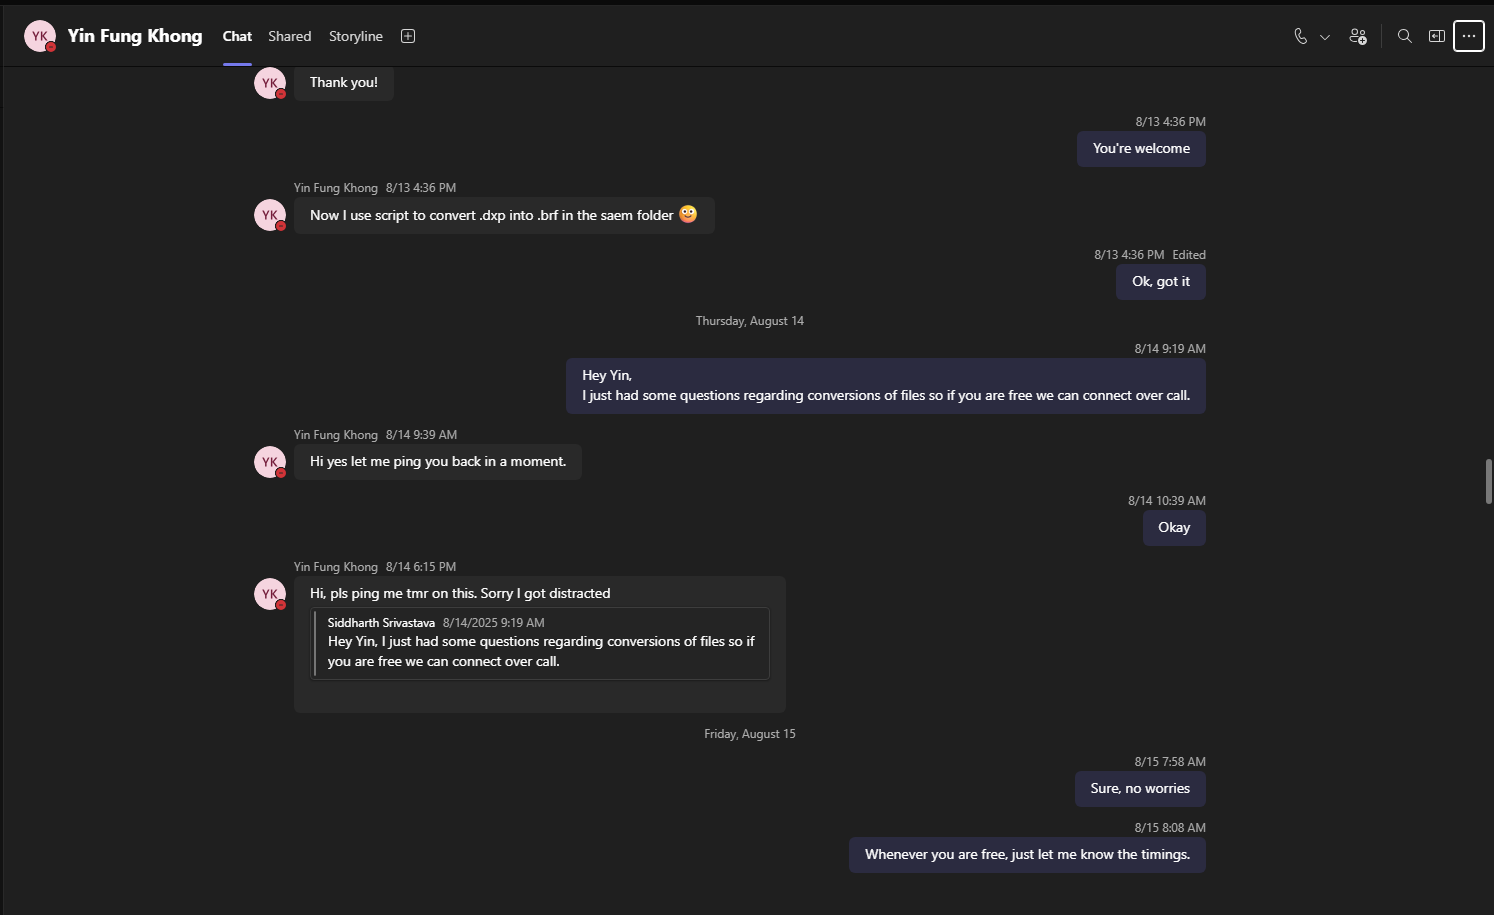 YK
Yin Fung Khong
Chat
Shared
Storyline
YK
Thank you!
8/13 4:36 PM
You're welcome
Yin Fung Khong 8/13 4:36 PM
YK
Now I use script to convert .dxp into .brf in the saem folder
8/13 4:36 PM Edited
Ok, got it
Thursday, August 14
8/14 9:19 AM
Hey Yin,
I just had some questions regarding conversions of files so if you are free we can connect over call.
Yin Fung Khong 8/14 9:39 AM
YK
Hi yes let me ping you back in a moment.
8/14 10:39 AM
Okay
Yin Fung Khong 8/14 6:15 PM
YK
Hi, pls ping me tmr on this. Sorry I got distracted
Siddharth Srivastava 8/14/2025 9:19 AM
Hey Yin, I just had some questions regarding conversions of files so if
you are free we can connect over call.
Friday, August 15
8/15 7:58 AM
Sure, no worries
8/15 8:08 AM
Whenever you are free, just let me know the timings.